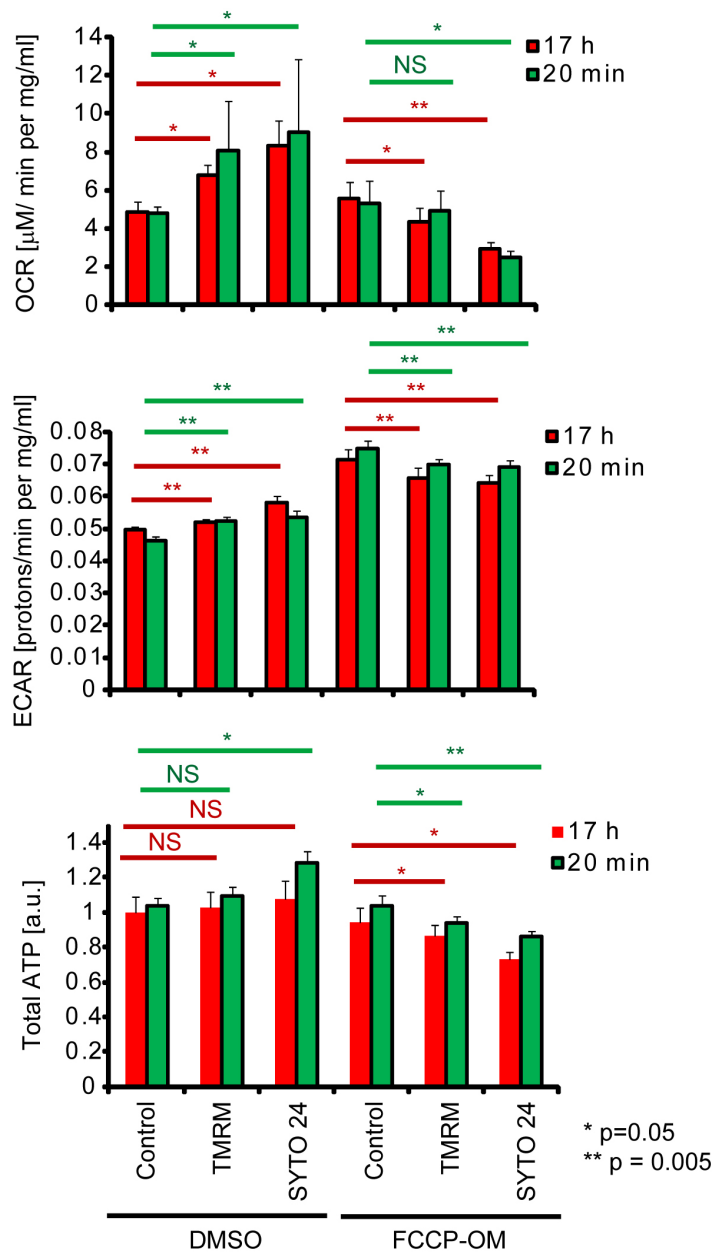 *
*
14
12
10
8
6
4
2
0
OCR [µM/ min per mg/ml]
*
*
*
NS
**
*
17 h
20 min
**
**
**
**
**
**
**
**
0.08
0.07
0.06
0.05
0.04
0.03
0.02
0.01
0
ECAR [protons/min per mg/ml]
17 h
20 min
*
**
NS
*
NS
*
NS
*
1.4
1.2
1
0.8
0.6
0.4
0.2
0
Total ATP [a.u.]
17 h
20 min
Control
TMRM
SYTO 24
Control
TMRM
SYTO 24
* p=0.05
** p = 0.005
DMSO
FCCP-OM